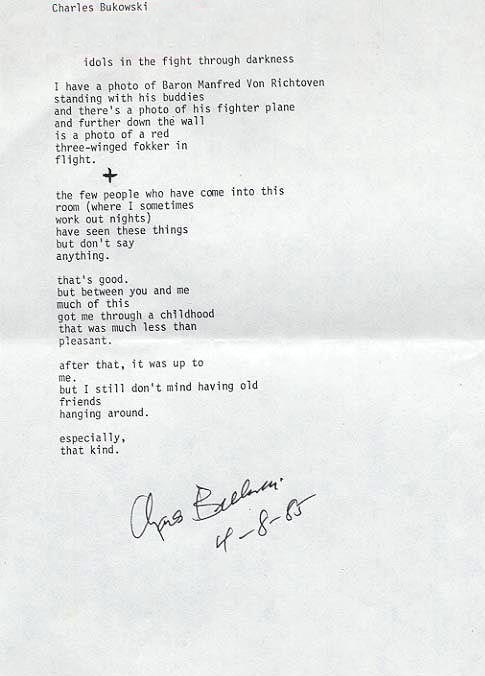 Charles Bukowski
idols in the fight through darkness
I have a photo of Baron Manfred Von Richtoven
standing with his buddies
and there's a photo of his fighter plane
and further down the wall
is a photo of a red
three-winged fokker in
flight.
+
the few people who have come into this
room (where I sometimes
work out nights)
have seen these things
but don't say
anything.
that's good.
but between you and me
much of this
got me through a childhood
that was much less than
pleasant.
after that, it was up to
me.
but I still don't mind having old
friends
hanging around.
especially,
that kind.
Charles Bukowski
4-8-85